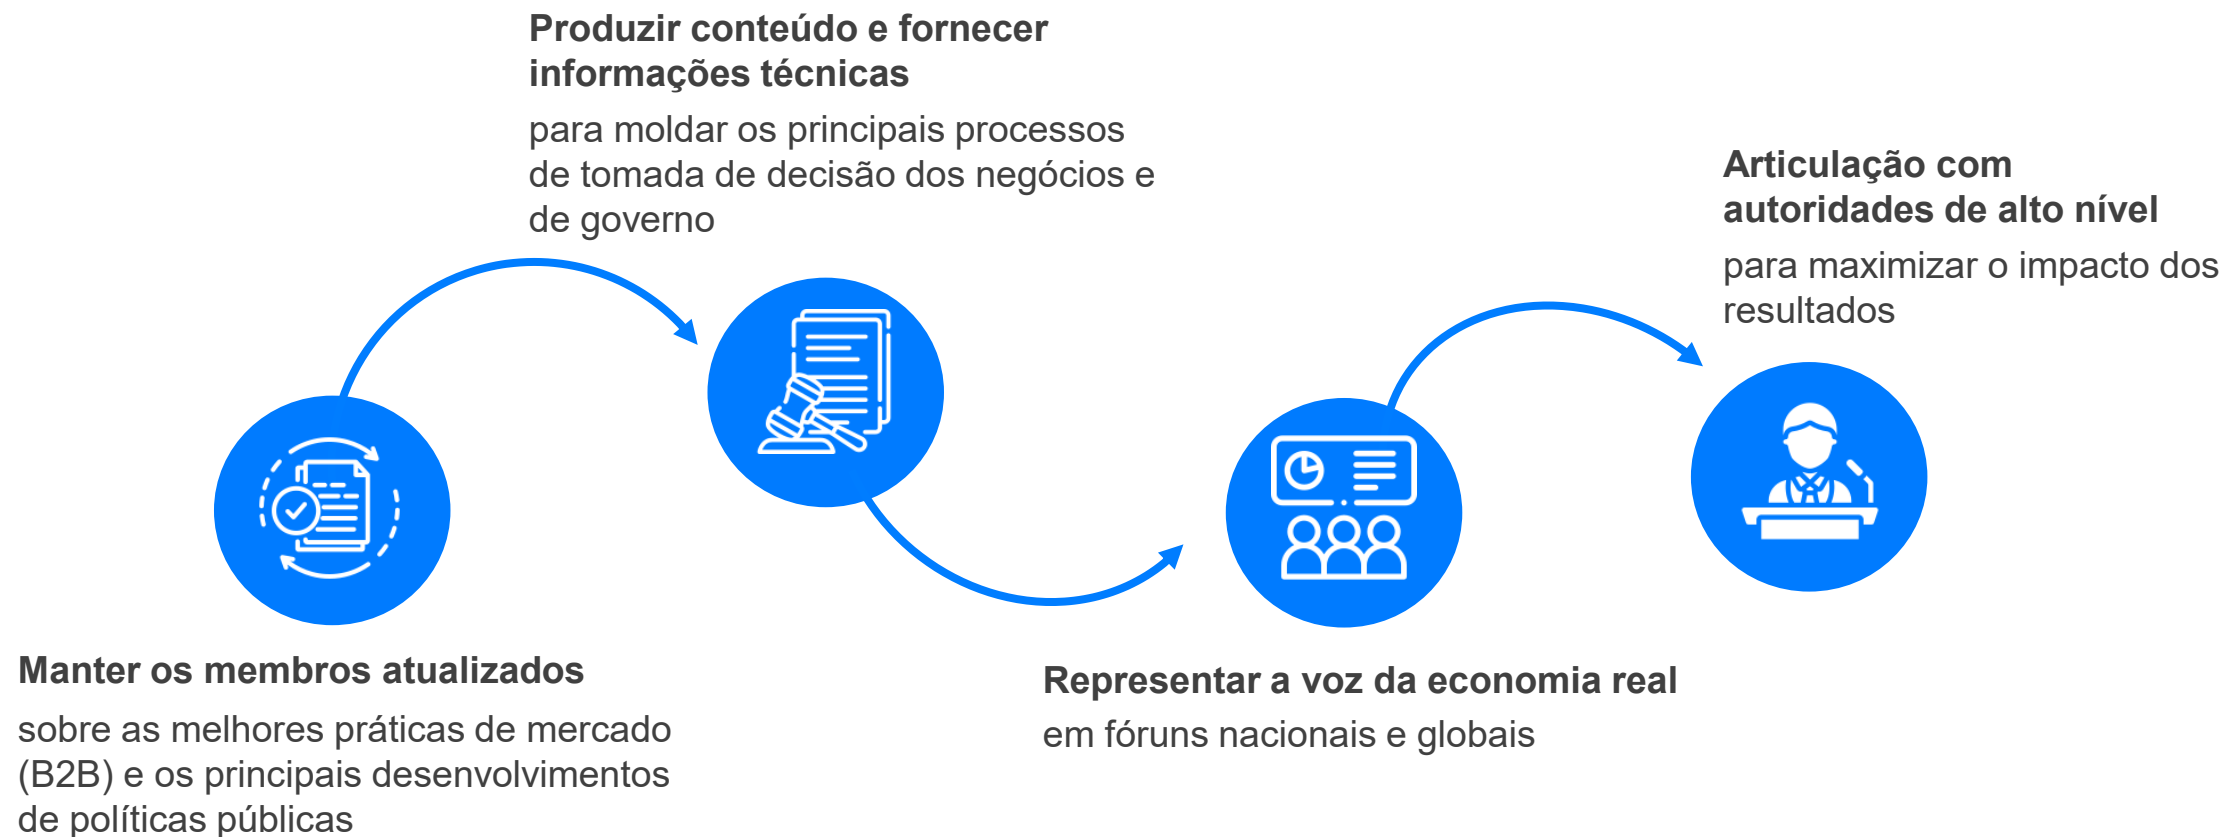 Produzir conteúdo e fornecer
informações técnicas
para moldar os principais processos
de tomada de decisão dos negócios e
de governo
Articulação com
autoridades de alto nível
para maximizar o impacto dos
resultados
Manter os membros atualizados
sobre as melhores práticas de mercado
(B2B) e os principais desenvolvimentos
de políticas públicas
Representar a voz da economia real
em fóruns nacionais e globais